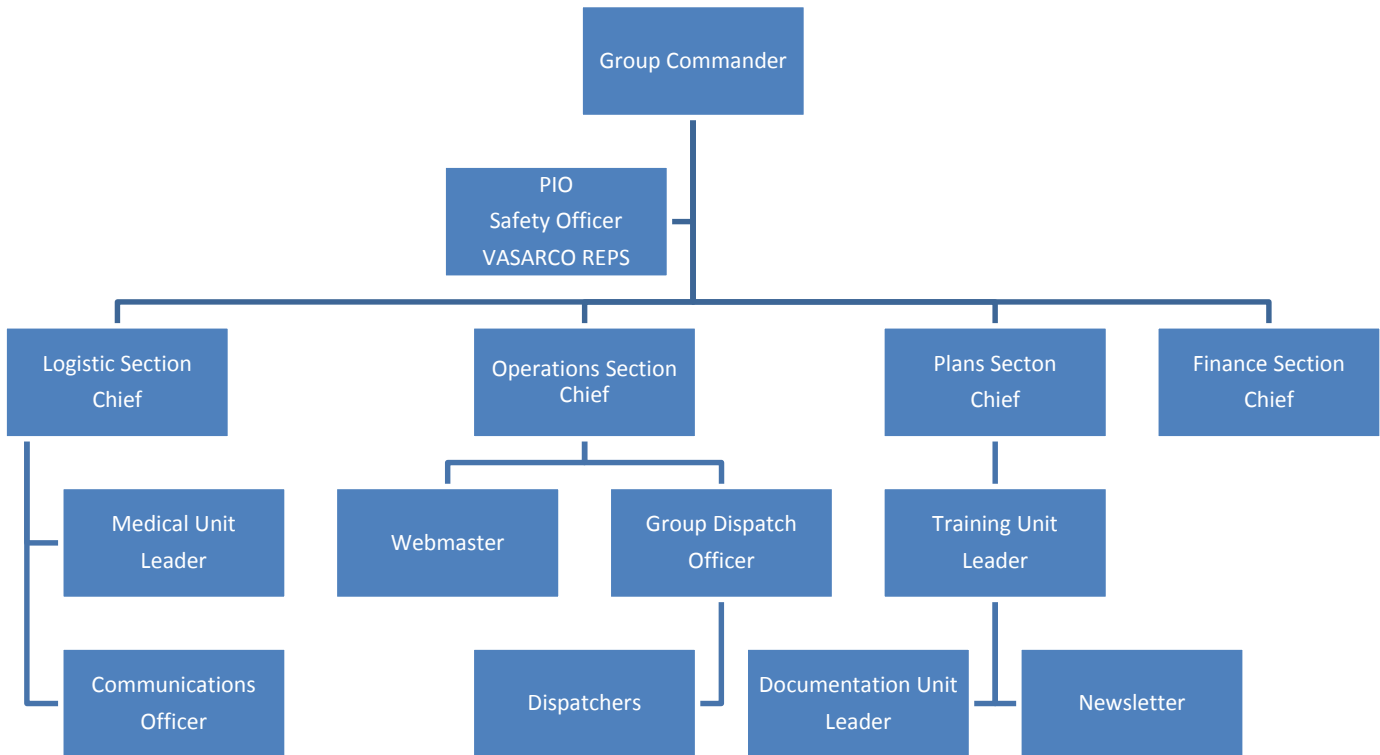 Group Commander
PIO
Safety Officer
VASARCO REPS
Logistic Section
Chief
Operations Section
Chief
Plans Secton
Chief
Finance Section
Chief
Medical Unit
Leader
Webmaster
Group Dispatch
Officer
Training Unit
Leader
Communications
Officer
Dispatchers
Documentation Unit
Leader
Newsletter